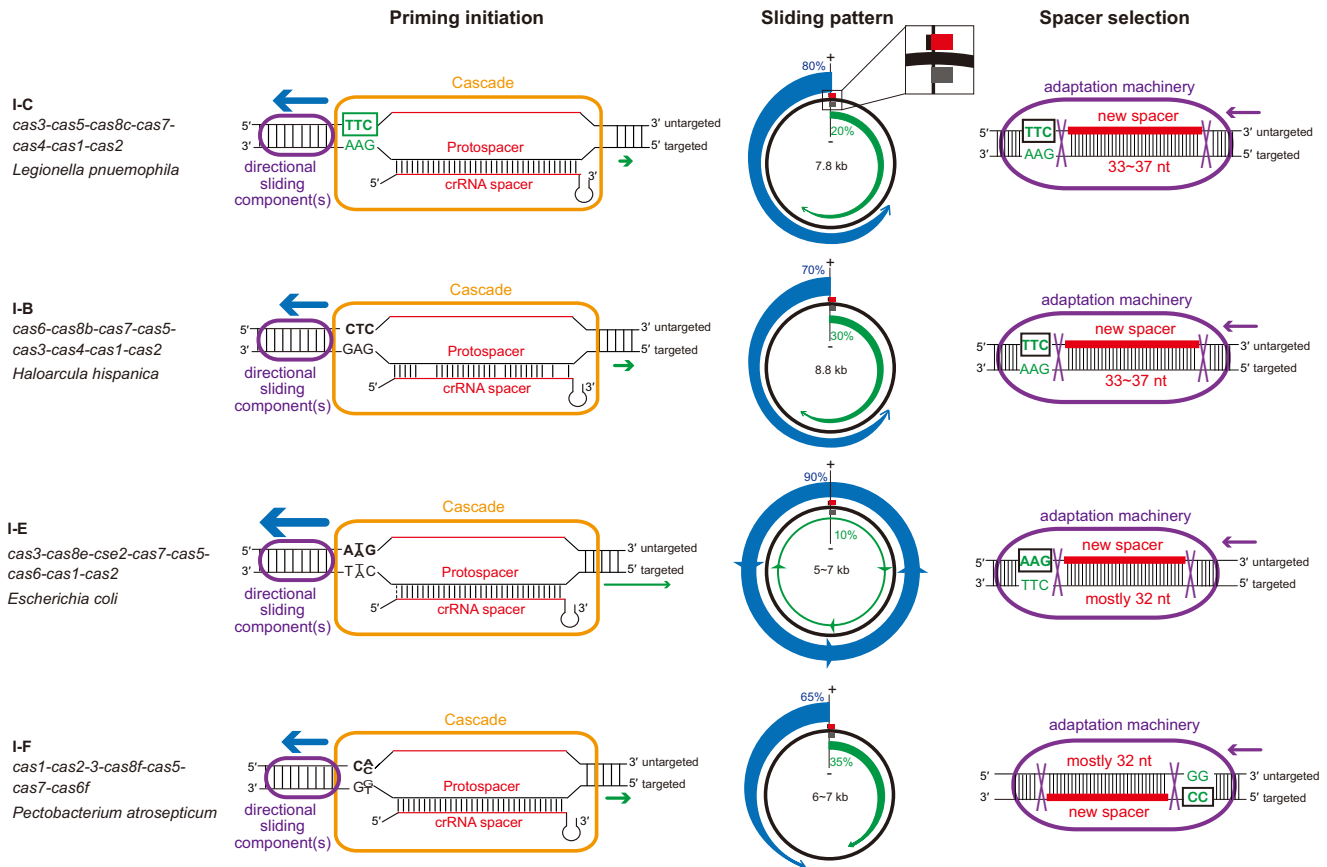 Priming initiation
Sliding pattern
Spacer selection
I-C
cas3-cas5-cas8c-cas7-
cas4-cas1-cas2
Legionella pnuemophila
Cascade
5′
3′
TTC
AAG
directional
sliding
component(s)
Protospacer
crRNA spacer
5′
3′
3′ untargeted
5′ targeted
+
80%
20%
-
7.8 kb
+
-
adaptation machinery
new spacer
5′
3′
TTC
AAG
33~37 nt
3′ untargeted
5′ targeted
I-B
cas6-cas8b-cas7-cas5-
cas3-cas4-cas1-cas2
Haloarcula hispanica
Cascade
5′
3′
CTC
GAG
directional
sliding
component(s)
Protospacer
crRNA spacer
5′
3′
3′ untargeted
5′ targeted
+
70%
30%
-
8.8 kb
adaptation machinery
new spacer
5′
3′
TTC
AAG
33~37 nt
3′ untargeted
5′ targeted
I-E
cas3-cas8e-cse2-cas7-cas5-
cas6-cas1-cas2
Escherichia coli
Cascade
5′
3′
ATG
TAC
directional
sliding
component(s)
Protospacer
crRNA spacer
5′
3′
3′ untargeted
5′ targeted
+
90%
10%
-
5~7 kb
adaptation machinery
new spacer
5′
3′
AAG
TTC
mostly 32 nt
3′ untargeted
5′ targeted
I-F
cas1-cas2-3-cas8f-cas5-
cas7-cas6f
Pectobacterium atrosepticum
Cascade
5′
3′
CA
C
GG
T
directional
sliding
component(s)
Protospacer
crRNA spacer
5′
3′
3′ untargeted
5′ targeted
+
65%
35%
-
6~7 kb
adaptation machinery
mostly 32 nt
5′
3′
GG
CC
new spacer
3′ untargeted
5′ targeted